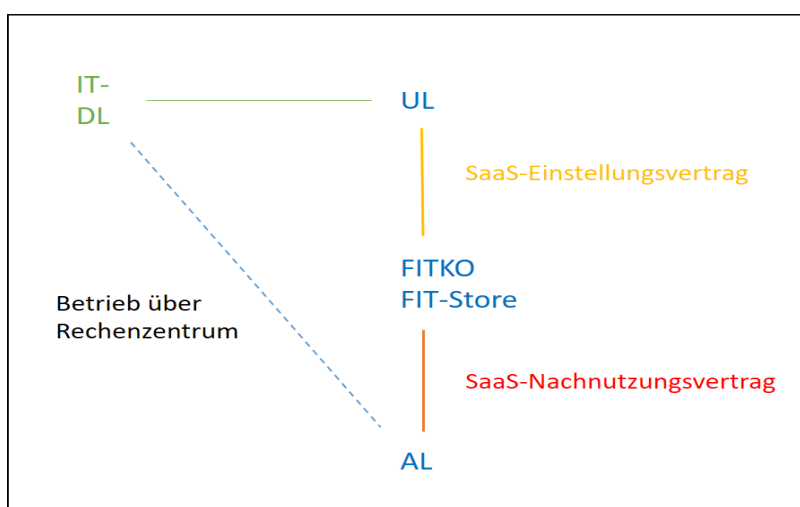 IT-
DL
UL
SaaS-Einstellungsvertrag
FITKO
FIT-Store
Betrieb über
Rechenzentrum
SaaS-Nachnutzungsvertrag
AL